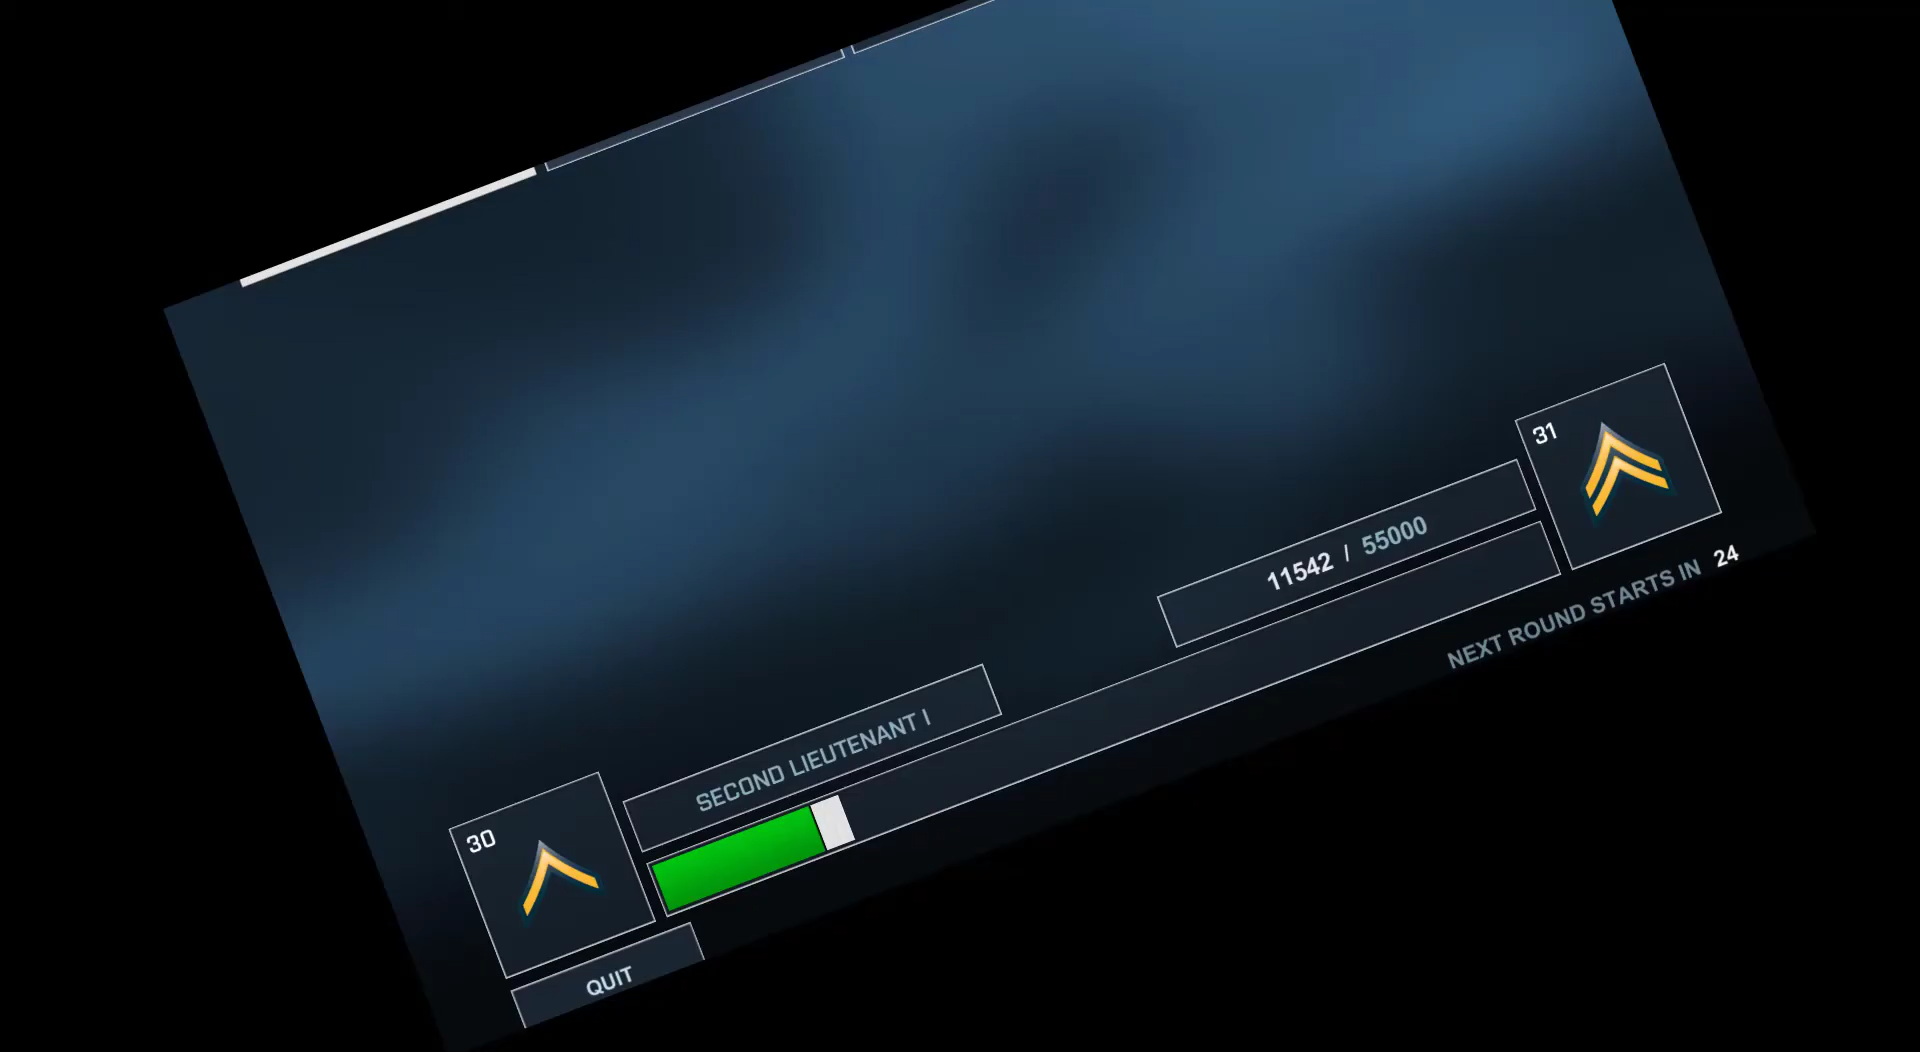 31
11542 / 55000
NEXT ROUND STARTS IN 24
SECOND LIEUTENANT I
30
QUIT